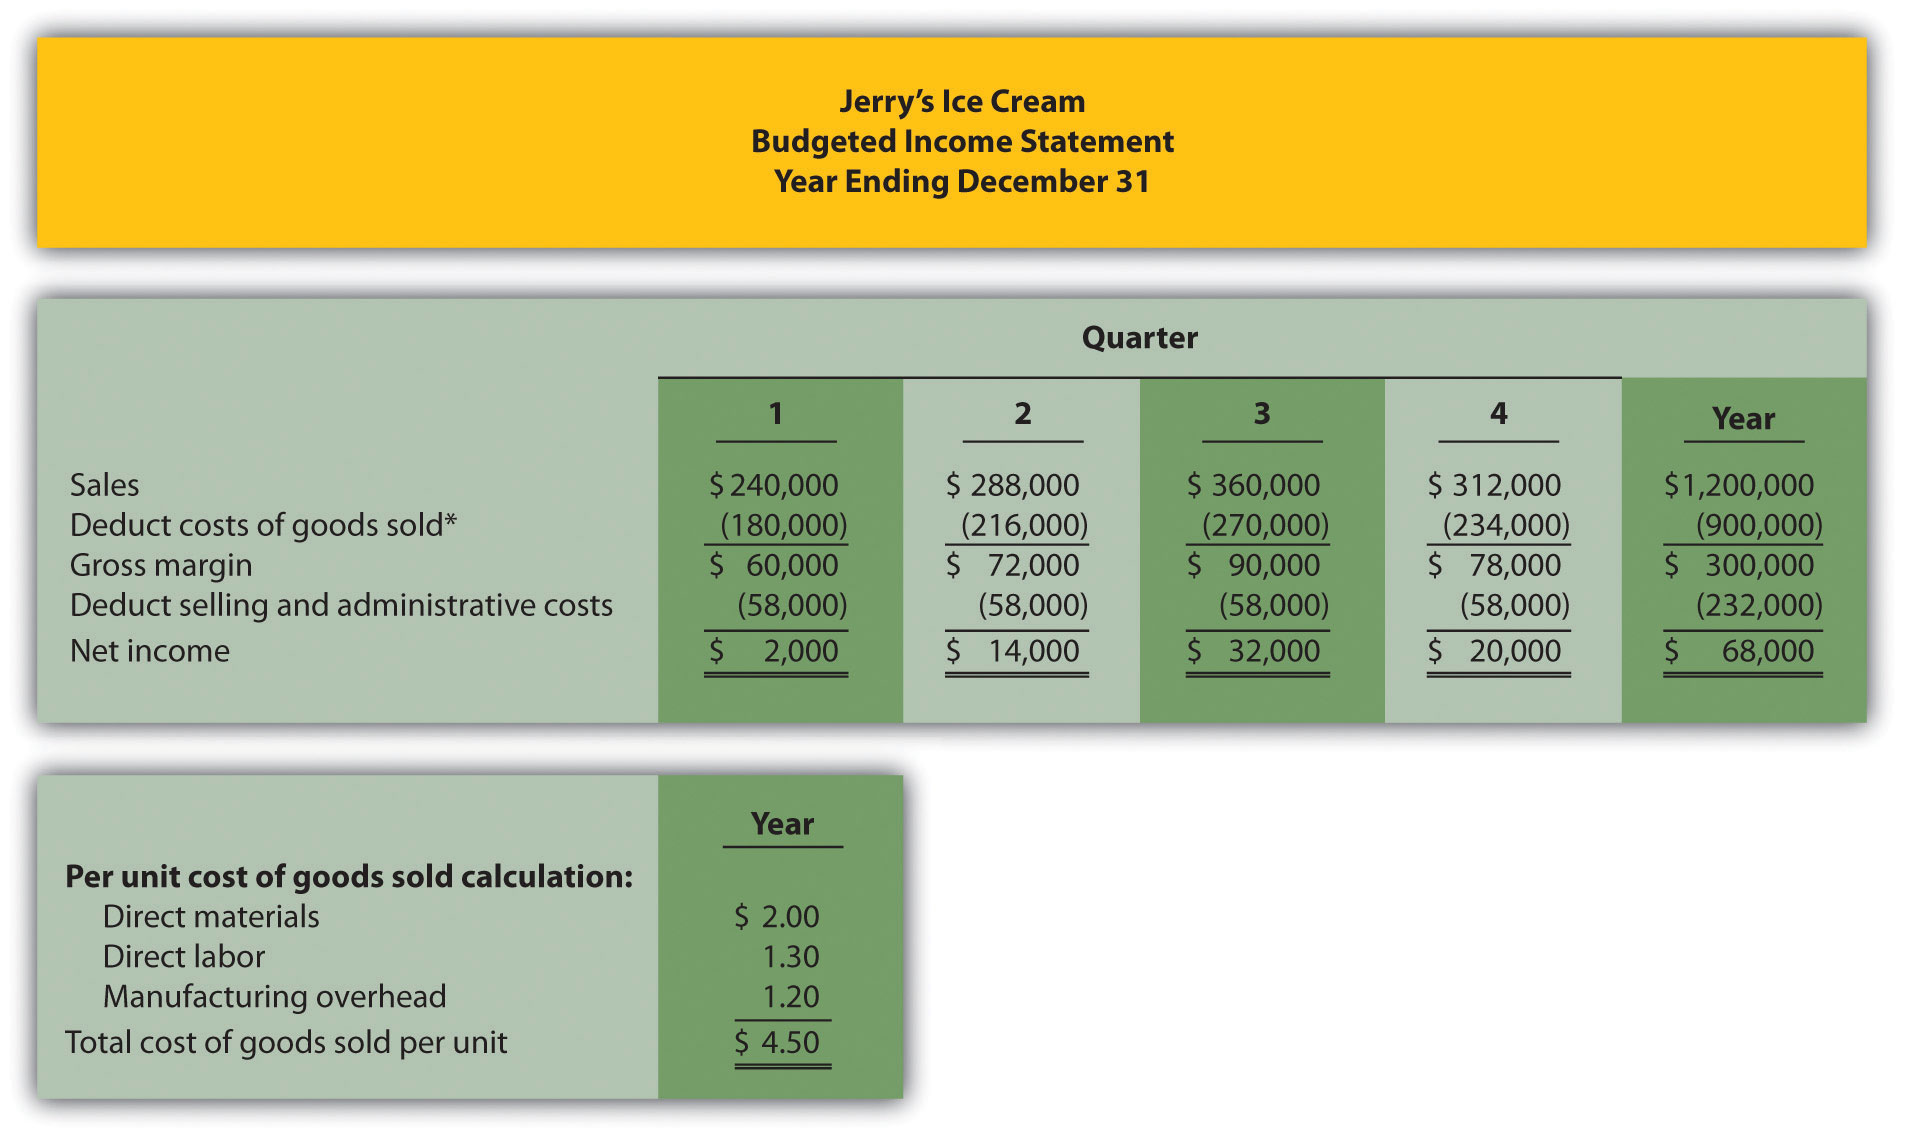 Jerry’s Ice Cream
Budgeted Income Statement
Year Ending December 31
Quarter
1 2 3 4 Year
Sales $ 240,000 $ 288,000 $ 360,000 $ 312,000 $1,200,000
Deduct costs of goods sold* (180,000) (216,000) (270,000) (234,000) (900,000)
Gross margin $ 60,000 $ 72,000 $ 90,000 $ 78,000 $ 300,000
Deduct selling and administrative costs (58,000) (58,000) (58,000) (58,000) (232,000)
Net income $ 2,000 $ 14,000 $ 32,000 $ 20,000 $ 68,000
Year
Per unit cost of goods sold calculation:
Direct materials $ 2.00
Direct labor 1.30
Manufacturing overhead 1.20
Total cost of goods sold per unit $ 4.50